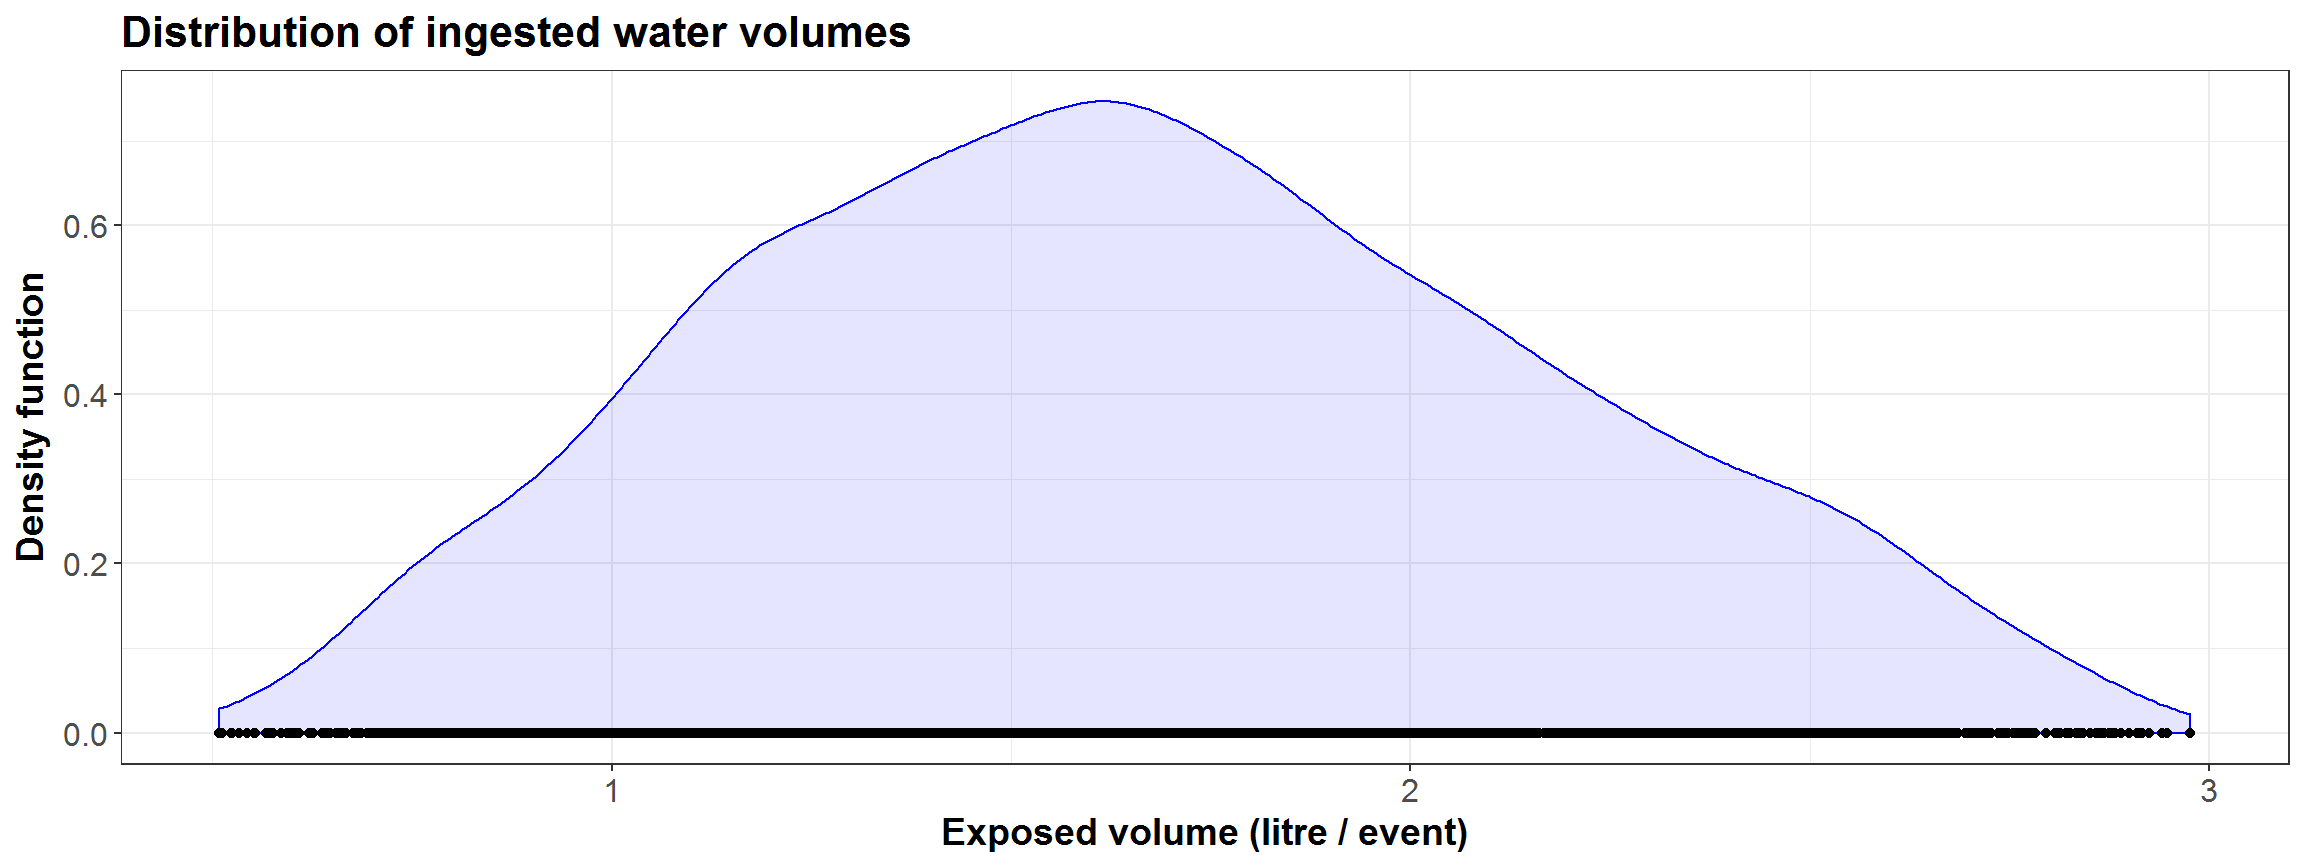 Distribution of ingested water volumes
Density function
0.6
0.4
0.2
0.0
1 2 3
Exposed volume (litre / event)